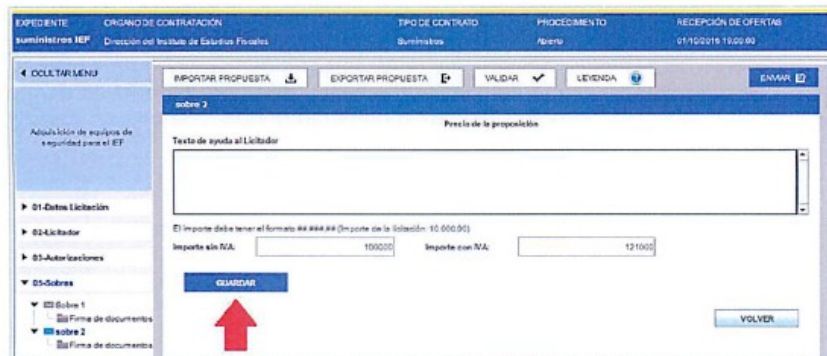 EXPEDIENTE ORGANO DE CONTRATACIÓN TIPO DE CONTRATO PROCEDIMIENTO RECEPCIÓN DE OFERTAS
suministros IEF Dirección del Instituto de Estudios Fiscales Suministros Abierto 01/10/2016 19:00:00
OCULTAR MENU
IMPORTAR PROPUESTA EXPORTAR PROPUESTA VALIDAR LEYENDA ENVIAR
sobre 2
Adquisición de equipos de
seguridad para el IEF
Precio de la proposición
Texto de ayuda al Licitador
01-Datos Licitación
02-Licitador
03-Autorizaciones
05-Sobres
Sobre 1
Firma de documentos
sobre 2
Firma de documentos
El importe debe tener el formato ##.###,## (Importe de la licitación: 10.000,00)
Importe sin IVA: 100000 Importe con IVA: 121000
GUARDAR
VOLVER